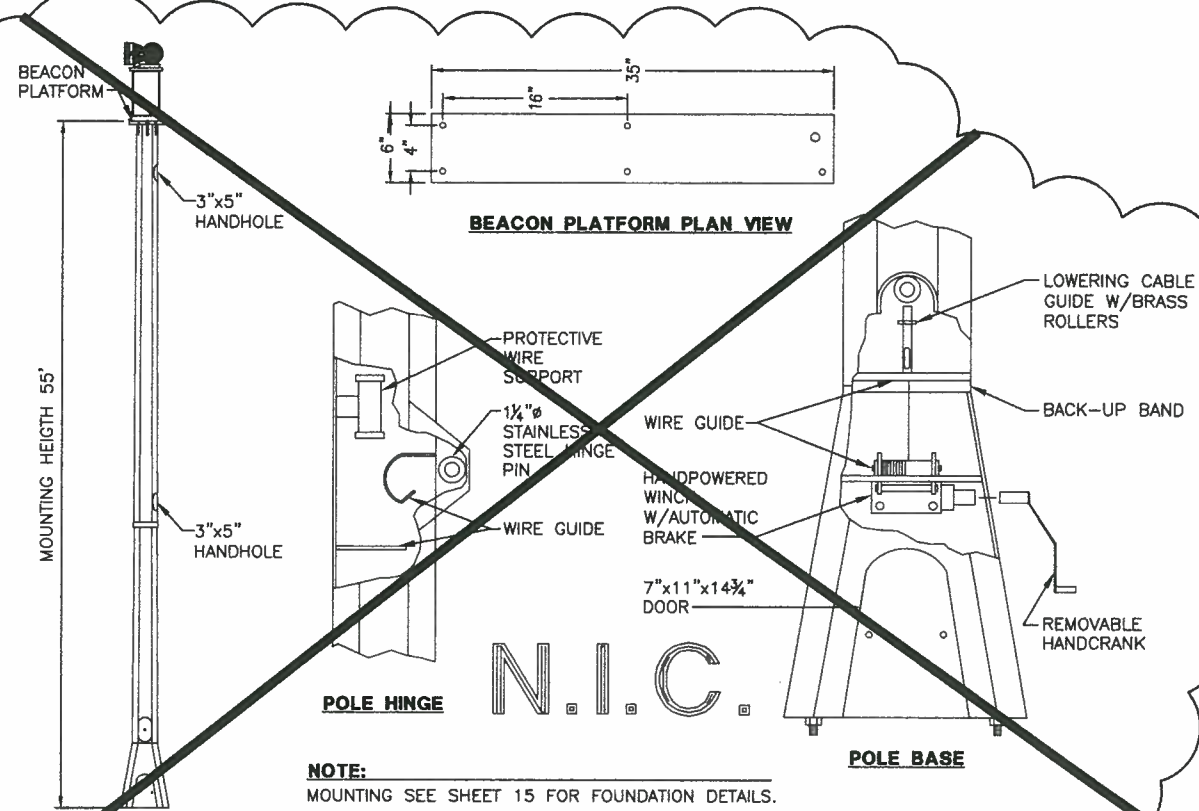 BEACON
PLATFORM
35"
16"
6"
4"
3"x5"
HANDHOLE
BEACON PLATFORM PLAN VIEW
LOWERING CABLE
GUIDE W/BRASS
ROLLERS
PROTECTIVE
WIRE
SUPPORT
1¼"ø
STAINLESS
STEEL HINGE
PIN
WIRE GUIDE
BACK-UP BAND
MOUNTING HEIGTH 55'
WIRE GUIDE
HANDPOWERED
WINCH
W/AUTOMATIC
BRAKE
3"x5"
HANDHOLE
7"x11"x14¾"
DOOR
REMOVABLE
HANDCRANK
N.I.C.
POLE HINGE
POLE BASE
NOTE:
MOUNTING SEE SHEET 15 FOR FOUNDATION DETAILS.